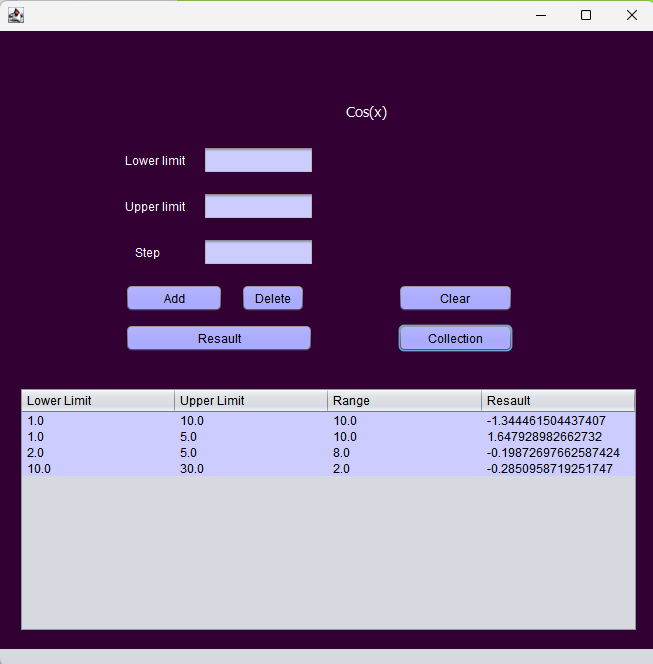 Cos(x)
Lower limit
Upper limit
Step
Add Delete Clear
Resault Collection
Lower Limit Upper Limit Range Resault
1.0 10.0 10.0 -1.344461504437407
1.0 5.0 10.0 1.647928982662732
2.0 5.0 8.0 -0.19872697662587424
10.0 30.0 2.0 -0.2850958719251747